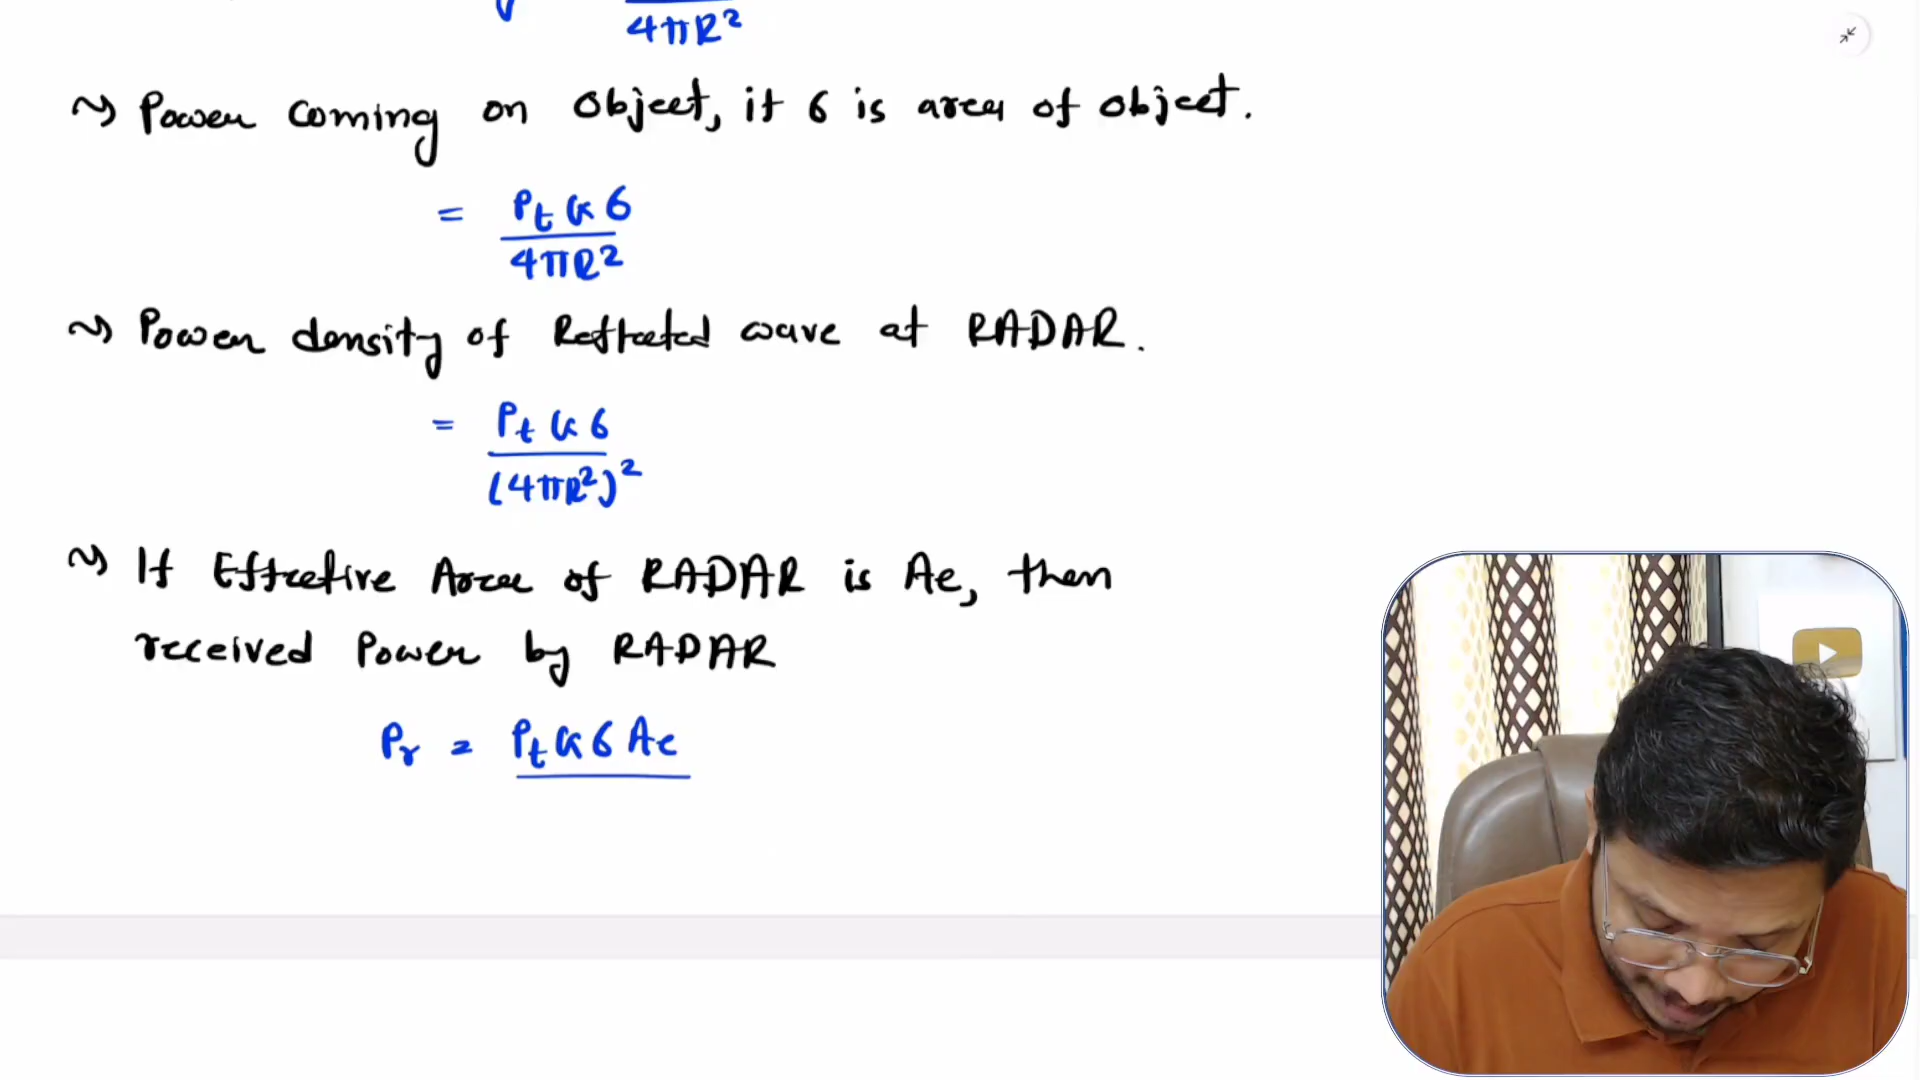 4πR²
~) Power coming on Object, if σ is area of object.
= PtGσ
4πR²
~) Power density of Reflected wave at RADAR.
= PtGσ
(4πR²)²
~) If Effective Area of RADAR is Ae, then
received Power by RADAR
Pr = PtGσAe